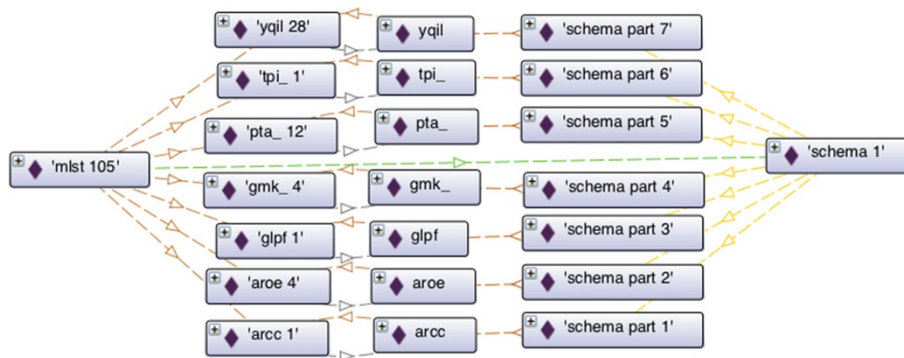 'yqil 28'
yqil
'schema part 7'
'tpi_ 1'
tpi_
'schema part 6'
'pta_ 12'
pta_
'schema part 5'
'mlst 105'
'schema 1'
'gmk_ 4'
gmk_
'schema part 4'
'glpf 1'
glpf
'schema part 3'
'aroe 4'
aroe
'schema part 2'
'arcc 1'
arcc
'schema part 1'